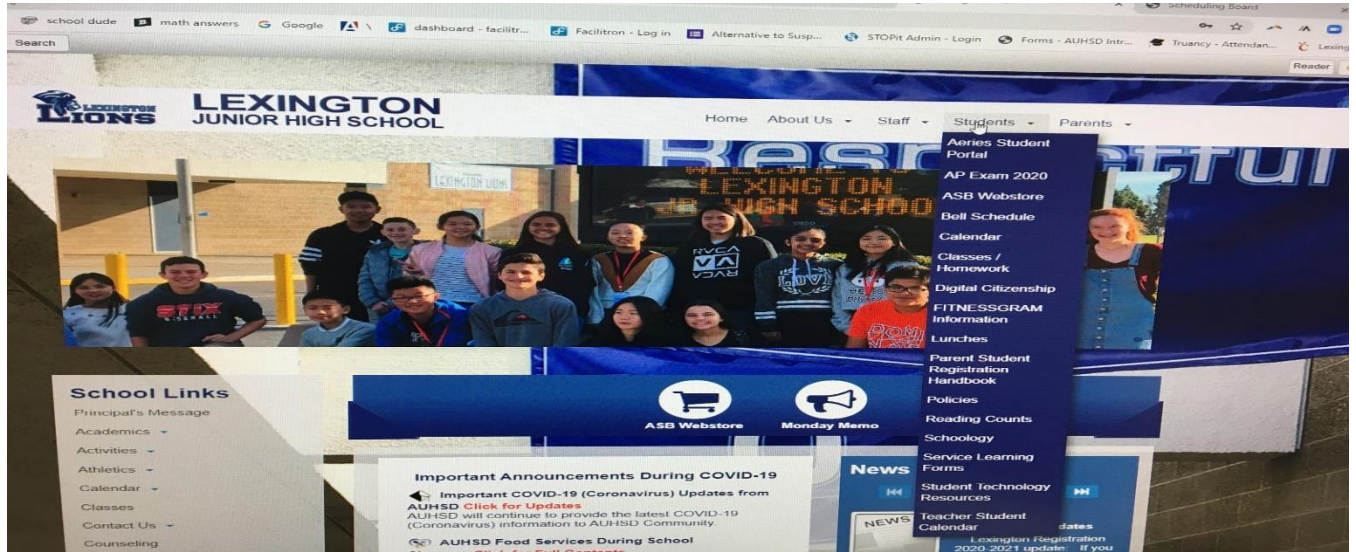 Scheduling Board
school dude
math answers
Google
dashboard - facilitr...
Facilitron - Log in
Alternative to Susp...
STOPit Admin - Login
Forms - AUHSD Intr...
Truancy - Attendan...
Lexing
Search
Reader
LEXINGTON
LIONS
LEXINGTON
JUNIOR HIGH SCHOOL
Home
About Us
Staff
Students
Parents
Respectful
LEXINGTON LIONS
WELCOME TO
LEXINGTON
JR HIGH SCHOO
RVCA
VA
RVCA
STIX
BASEBALL
Aeries Student
Portal
AP Exam 2020
ASB Webstore
Bell Schedule
Calendar
Classes /
Homework
Digital Citizenship
FITNESSGRAM
Information
Lunches
Parent Student
Registration
Handbook
Policies
Reading Counts
Schoology
Service Learning
Forms
Student Technology
Resources
Teacher Student
Calendar
School Links
Principal's Message
Academics
Activities
Athletics
Calendar
Classes
Contact Us
Counseling
ASB Webstore
Monday Memo
Important Announcements During COVID-19
Important COVID-19 (Coronavirus) Updates from
AUHSD Click for Updates
AUHSD will continue to provide the latest COVID-19
(Coronavirus) information to AUHSD Community.
AUHSD Food Services During School
News
NEWS
dates
Lexington Registration
2020-2021 update: If you